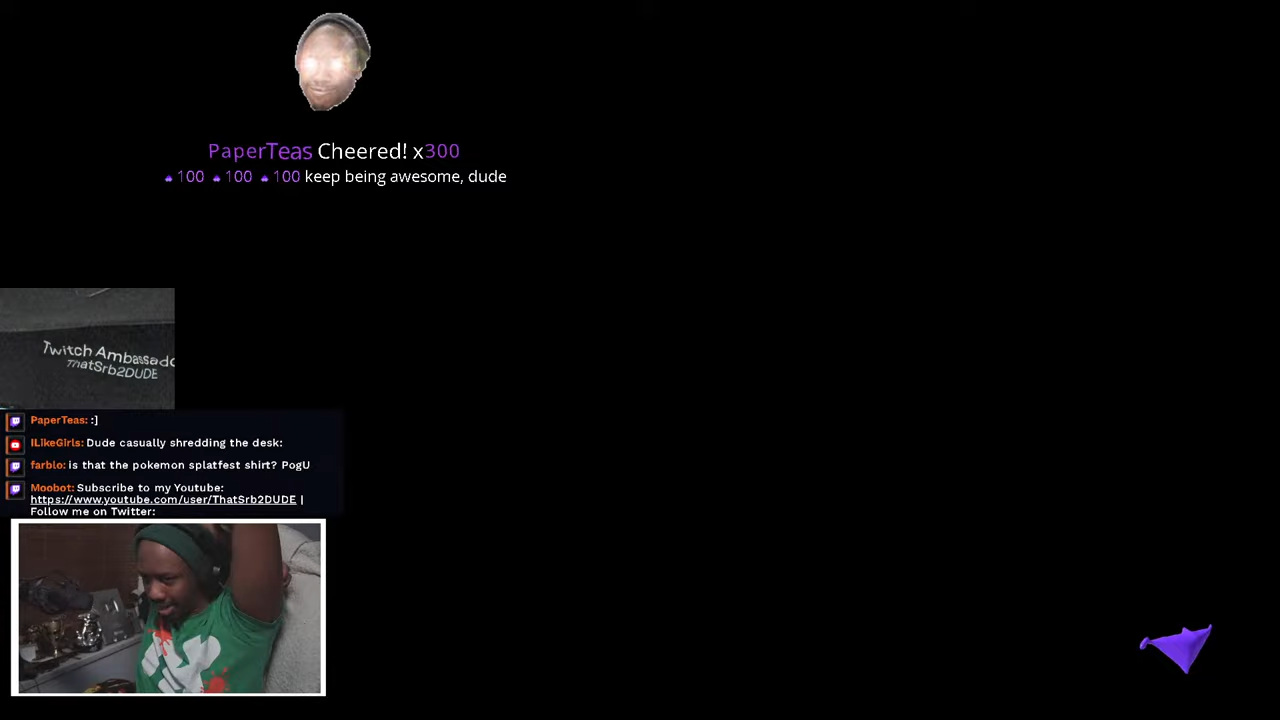 PaperTeas Cheered! x300
100 100 100 keep being awesome, dude
Twitch Ambassado
ThatSrb2DUDE
PaperTeas: :]
ILikeGirls: Dude casually shredding the desk:
farblo: is that the pokemon splatfest shirt? PogU
Moobot: Subscribe to my Youtube:
https://www.youtube.com/user/ThatSrb2DUDE |
Follow me on Twitter: